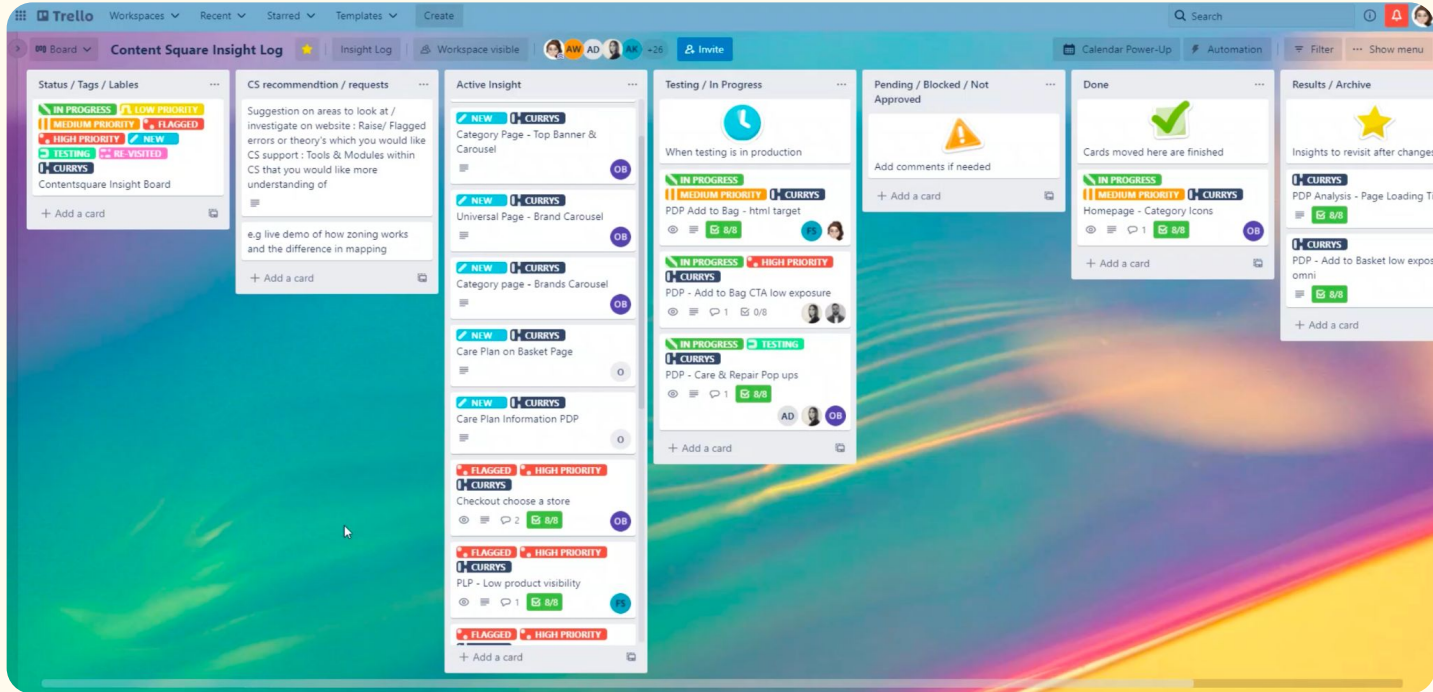 Trello Workspaces Recent Starred Templates Create Search
Board Content Square Insight Log Insight Log Workspace visible AW AD AK +26 Invite Calendar Power-Up Automation Filter Show menu
Status / Tags / Lables
IN PROGRESS LOW PRIORITY
MEDIUM PRIORITY FLAGGED
HIGH PRIORITY NEW
TESTING RE-VISITED
CURRYS
Contentsquare Insight Board
+ Add a card
CS recommendtion / requests
Suggestion on areas to look at /
investigate on website : Raise/ Flagged
errors or theory's which you would like
CS support : Tools & Modules within
CS that you would like more
understanding of
e.g live demo of how zoning works
and the difference in mapping
+ Add a card
Active Insight
NEW CURRYS
Category Page - Top Banner &
Carousel
OB
NEW CURRYS
Universal Page - Brand Carousel
OB
NEW CURRYS
Category page - Brands Carousel
OB
NEW CURRYS
Care Plan on Basket Page
O
NEW CURRYS
Care Plan Information PDP
O
FLAGGED HIGH PRIORITY
CURRYS
Checkout choose a store
2 8/8 OB
FLAGGED HIGH PRIORITY
CURRYS
PLP - Low product visibility
1 8/8 FS
FLAGGED HIGH PRIORITY
+ Add a card
Testing / In Progress
When testing is in production
IN PROGRESS
MEDIUM PRIORITY CURRYS
PDP Add to Bag - html target
8/8 FS
IN PROGRESS HIGH PRIORITY
CURRYS
PDP - Add to Bag CTA low exposure
1 0/8
IN PROGRESS TESTING
CURRYS
PDP - Care & Repair Pop ups
1 8/8
AD OB
+ Add a card
Pending / Blocked / Not
Approved
Add comments if needed
+ Add a card
Done
Cards moved here are finished
IN PROGRESS
MEDIUM PRIORITY CURRYS
Homepage - Category Icons
1 8/8 OB
+ Add a card
Results / Archive
Insights to revisit after changes
CURRYS
PDP Analysis - Page Loading
8/8
CURRYS
PDP - Add to Basket low
omni
8/8
+ Add a card